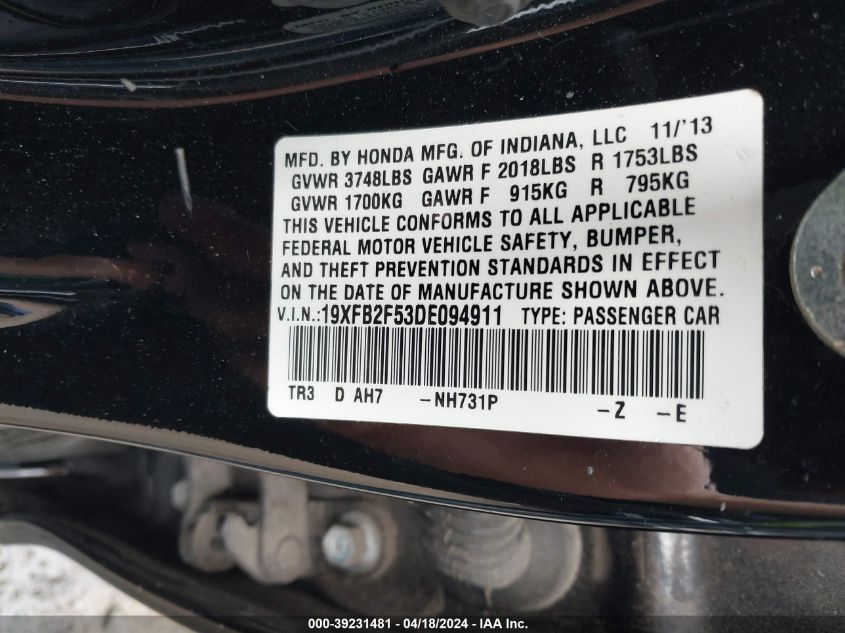 MFD. BY HONDA MFG. OF INDIANA, LLC 11/'13
GVWR 3748LBS GAWR F 2018LBS R 1753LBS
GVWR 1700KG GAWR F 915KG R 795KG
THIS VEHICLE CONFORMS TO ALL APPLICABLE
FEDERAL MOTOR VEHICLE SAFETY, BUMPER,
AND THEFT PREVENTION STANDARDS IN EFFECT
ON THE DATE OF MANUFACTURE SHOWN ABOVE.
V.I.N.:19XFB2F53DE094911 TYPE: PASSENGER CAR
TR3 D AH7 -NH731P -Z -E
000-39231481 / 04/18/2024 - IAA Inc.